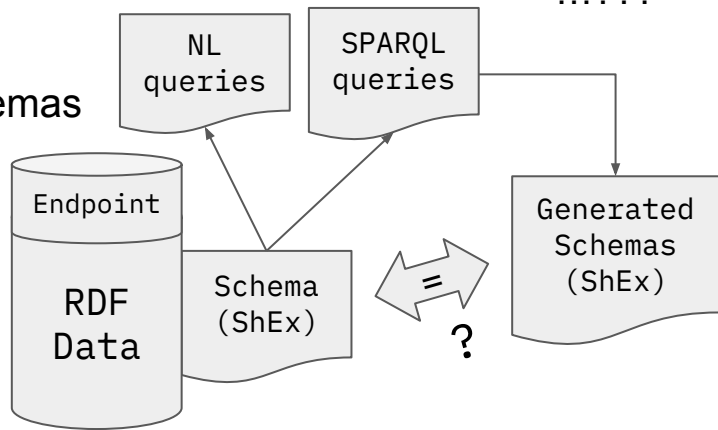 NL
queries
SPARQL
queries
emas
Endpoint
RDF
Data
Schema
(ShEx)
=
?
Generated
Schemas
(ShEx)